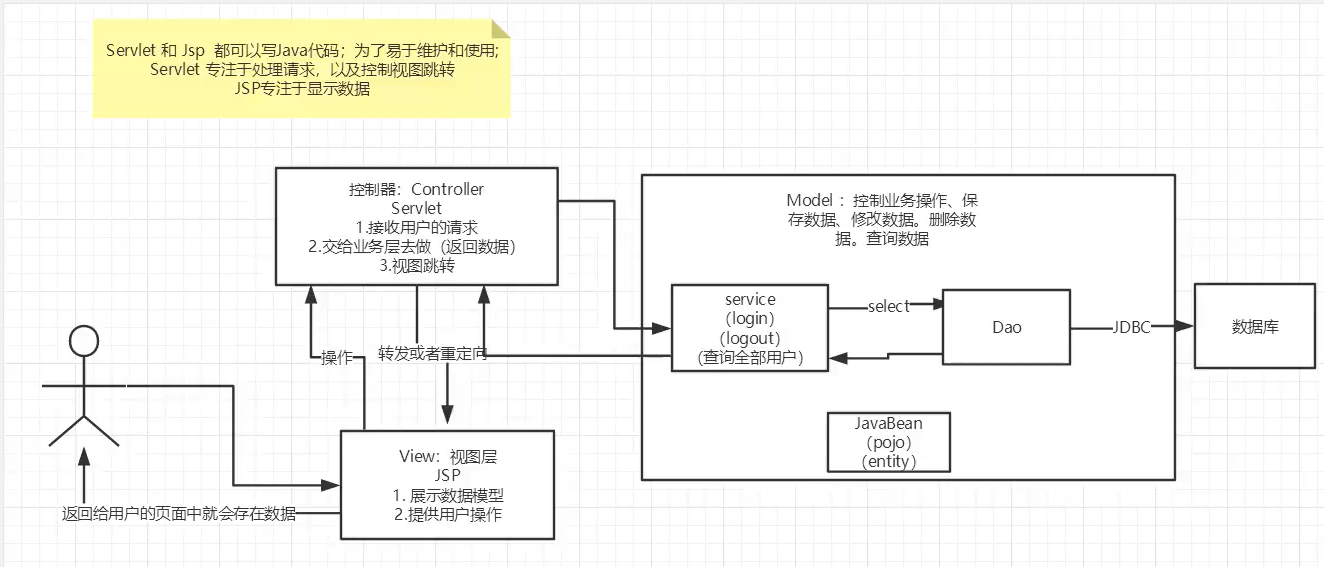 Servlet 和 Jsp 都可以写Java代码；为了易于维护和使用;
Servlet 专注于处理请求，以及控制视图跳转
JSP专注于显示数据
控制器：Controller
Servlet
1.接收用户的请求
2.交给业务层去做（返回数据）
3.视图跳转
Model ：控制业务操作、保
存数据、修改数据。删除数
据。查询数据
service
（login）
（logout）
（查询全部用户）
select
Dao
JDBC
数据库
操作
转发或者重定向
JavaBean
（pojo）
（entity）
View：视图层
JSP
1. 展示数据模型
2.提供用户操作
返回给用户的页面中就会存在数据